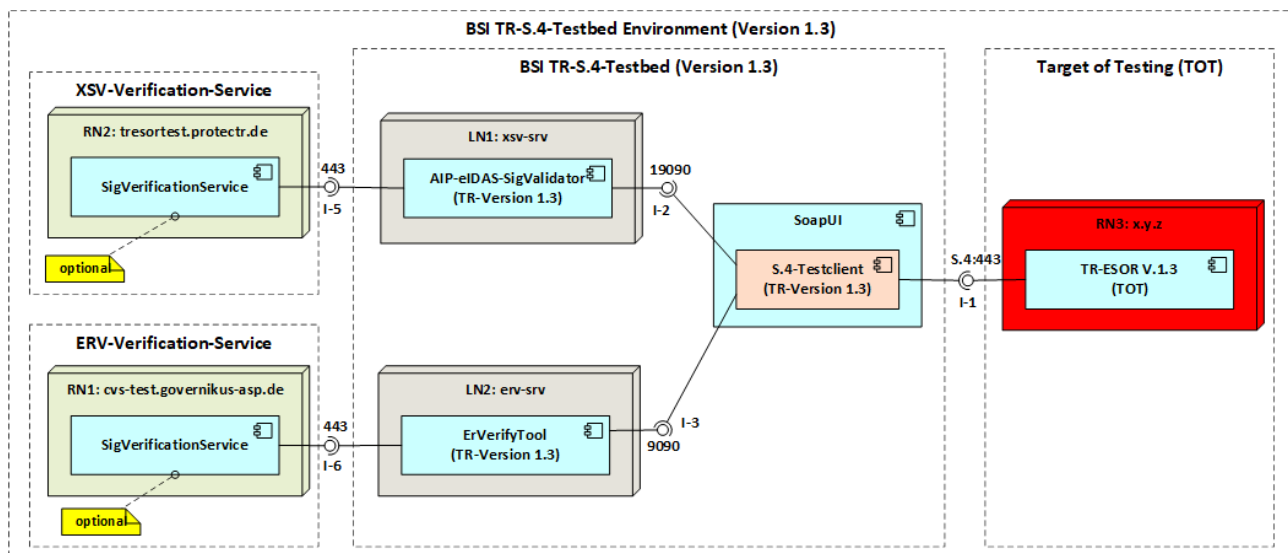 BSI TR-S.4-Testbed Environment (Version 1.3)
XSV-Verification-Service
RN2: tresortest.protectr.de
SigVerificationService
optional
443
I-5
BSI TR-S.4-Testbed (Version 1.3)
LN1: xsv-srv
AIP-eIDAS-SigValidator
(TR-Version 1.3)
19090
I-2
SoapUI
S.4-Testclient
(TR-Version 1.3)
S.4:443
I-1
Target of Testing (TOT)
RN3: x.y.z
TR-ESOR V.1.3
(TOT)
ERV-Verification-Service
RN1: cvs-test.governikus-asp.de
SigVerificationService
optional
443
I-6
LN2: erv-srv
ErVerifyTool
(TR-Version 1.3)
I-3
9090